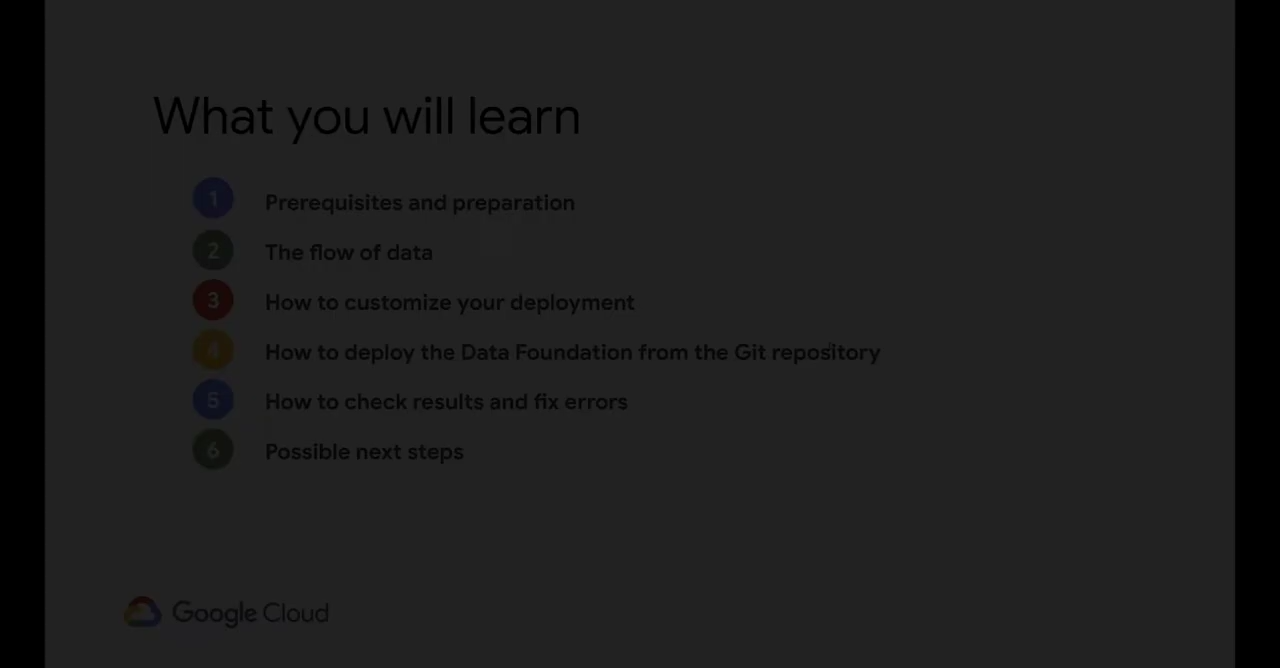 What you will learn
1 Prerequisites and preparation
2 The flow of data
3 How to customize your deployment
4 How to deploy the Data Foundation from the Git repository
5 How to check results and fix errors
6 Possible next steps
Google Cloud